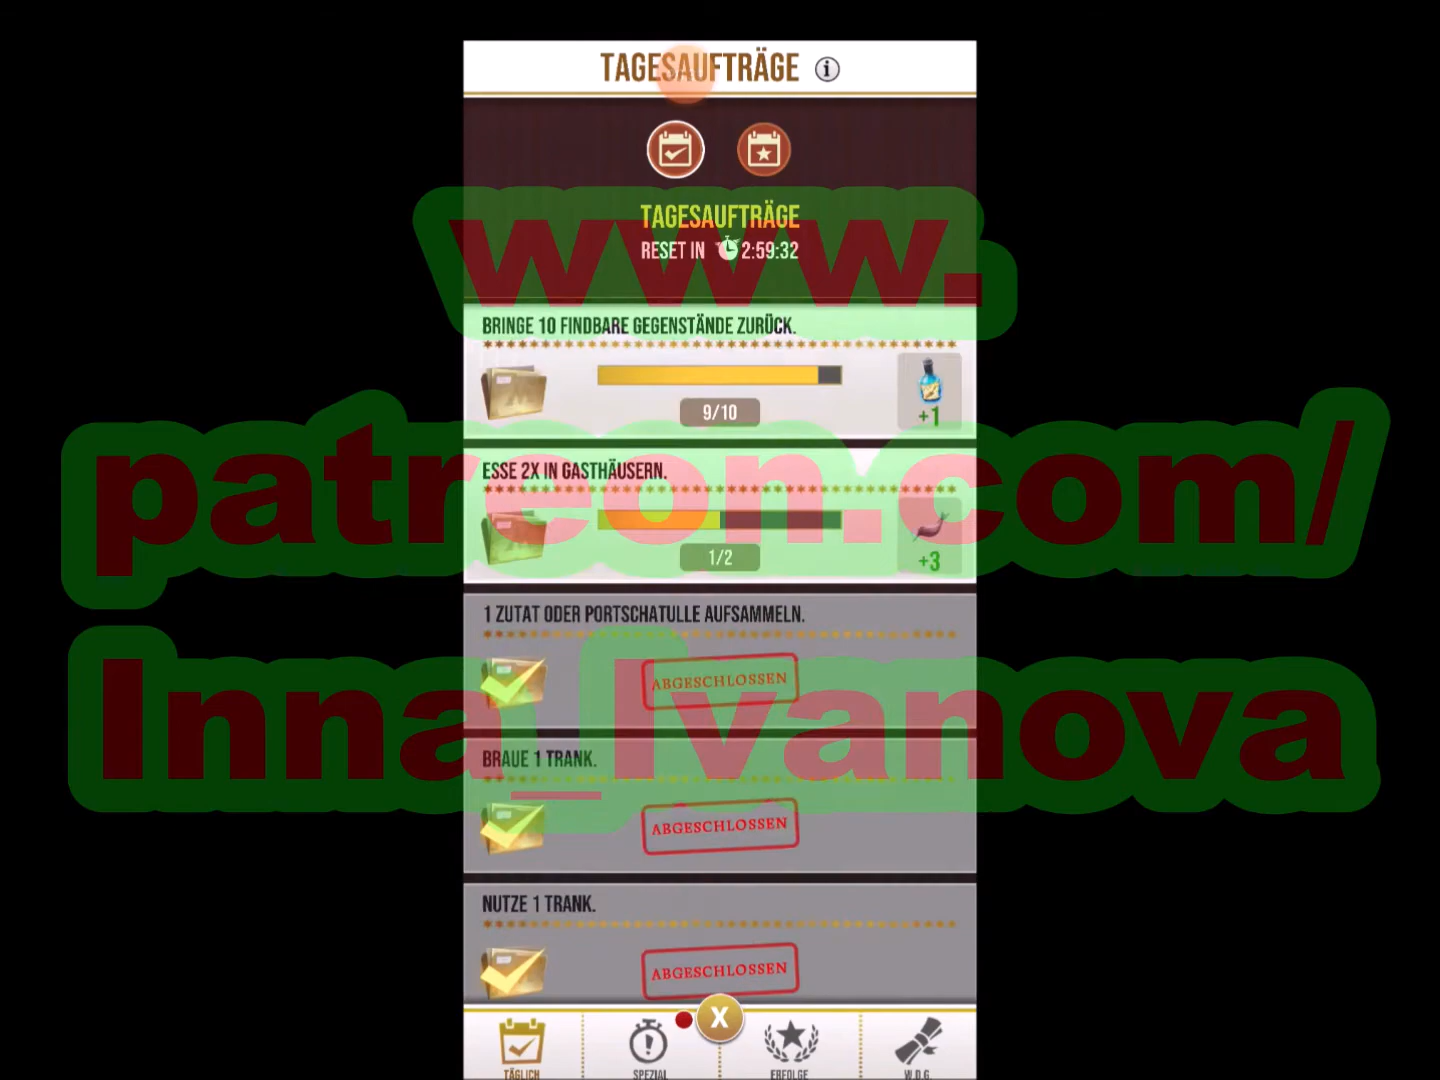 TAGESAUFTRÄGE i
TAGESAUFTRÄGE
RESET IN 2:59:32
www.
BRINGE 10 FINDBARE GEGENSTÄNDE ZURÜCK.
9/10
+1
patreon.com/
ESSE 2X IN GASTHÄUSERN.
1/2
+3
1 ZUTAT ODER PORTSCHATULLE AUFSAMMELN.
ABGESCHLOSSEN
Inna_Ivanova
BRAUE 1 TRANK.
ABGESCHLOSSEN
NUTZE 1 TRANK.
ABGESCHLOSSEN
X
TÄGLICH SPEZIAL ERFOLGE W.D.G.